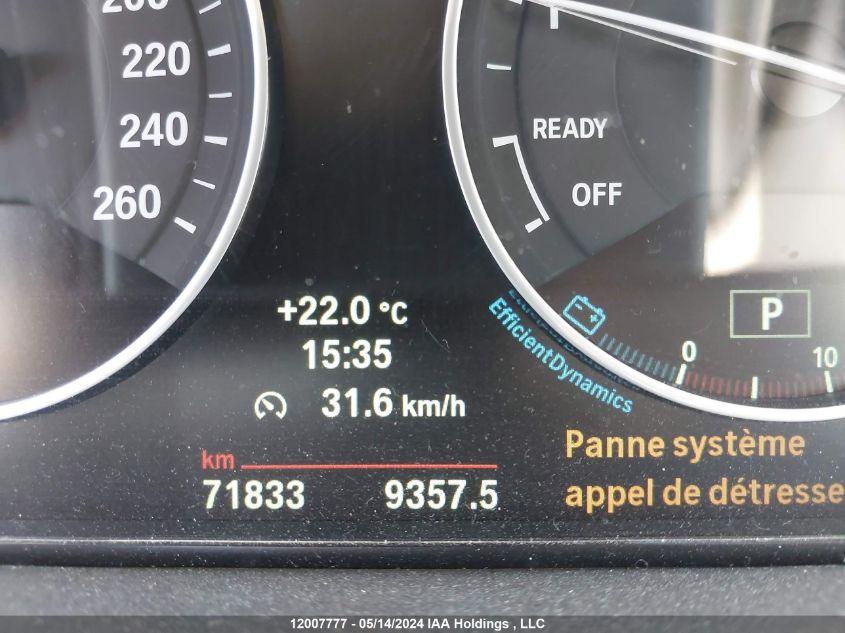 220
240
260
READY
OFF
+22.0 °C
15:35
31.6 km/h
EfficientDynamics
P
0
10
km
71833 9357.5
Panne système
appel de détresse
12007777 - 05/14/2024 IAA Holdings , LLC